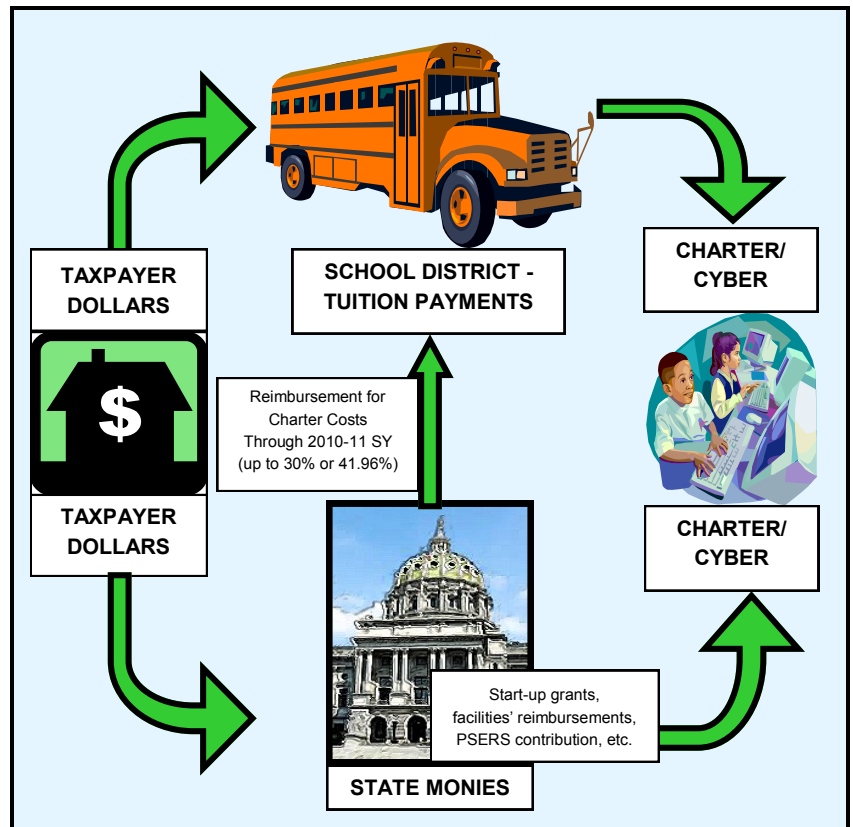 TAXPAYER
DOLLARS
$
TAXPAYER
DOLLARS
SCHOOL DISTRICT -
TUITION PAYMENTS
CHARTER/
CYBER
Reimbursement for
Charter Costs
Through 2010-11 SY
(up to 30% or 41.96%)
CHARTER/
CYBER
Start-up grants,
facilities’ reimbursements,
PSERS contribution, etc.
STATE MONIES